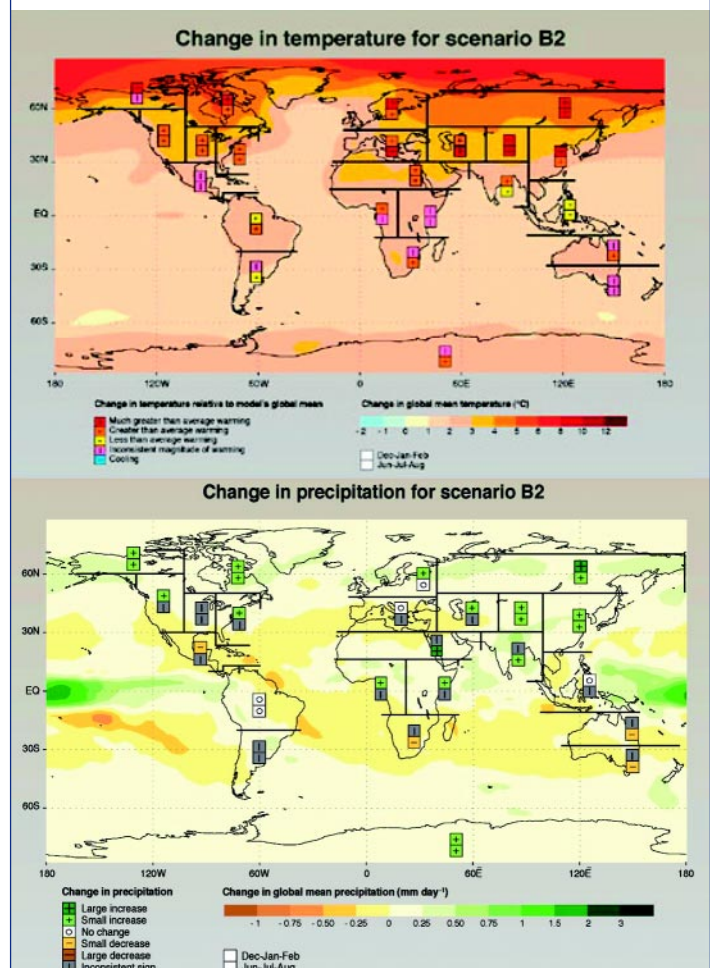 Change in temperature for scenario B2
60N
30N
EQ
30S
60S
180 120W 60W 0 60E 120E 180
Change in temperature relative to model's global mean
Much greater than average warming
Greater than average warming
Less than average warming
Inconsistent magnitude of warming
Cooling
Change in global mean temperature (°C)
-2 -1 0 1 2 3 4 5 6 8 10 12
Dec-Jan-Feb
Jun-Jul-Aug
Change in precipitation for scenario B2
60N
30N
EQ
30S
60S
180 120W 60W 0 60E 120E 180
Change in precipitation
Large increase
Small increase
No change
Small decrease
Large decrease
Inconsistent sign
Change in global mean precipitation (mm day⁻¹)
-1 -0.75 -0.50 -0.25 0 0.25 0.50 0.75 1 1.5 2 3
Dec-Jan-Feb
Jun-Jul-Aug